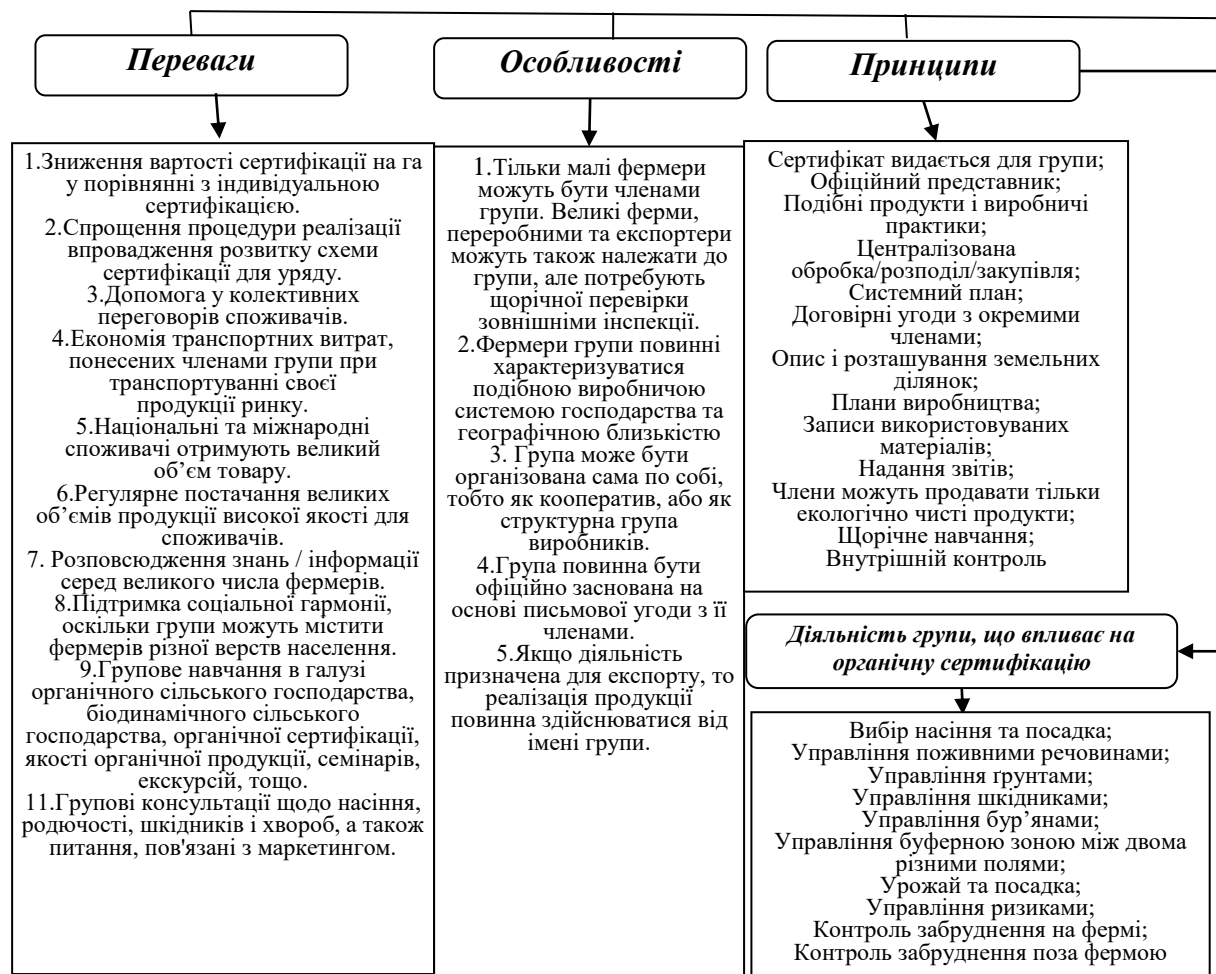 Переваги
1.Зниження вартості сертифікації на га
у порівнянні з індивідуальною
сертифікацією.
2.Спрощення процедури реалізації
впровадження розвитку схеми
сертифікації для уряду.
3.Допомога у колективних
переговорів споживачів.
4.Економія транспортних витрат,
понесених членами групи при
транспортуванні своєї
продукції ринку.
5.Національні та міжнародні
споживачі отримують великий
об’єм товару.
6.Регулярне постачання великих
об’ємів продукції високої якості для
споживачів.
7. Розповсюдження знань / інформації
серед великого числа фермерів.
8.Підтримка соціальної гармонії,
оскільки групи можуть містити
фермерів різної верств населення.
9.Групове навчання в галузі
органічного сільського господарства,
біодинамічного сільського
господарства, органічної сертифікації,
якості органічної продукції, семінарів,
екскурсій, тощо.
11.Групові консультації щодо насіння,
родючості, шкідників і хвороб, а також
питання, пов'язані з маркетингом.
Особливості
1.Тільки малі фермери
можуть бути членами
групи. Великі ферми,
переробними та експортери
можуть також належати до
групи, але потребують
щорічної перевірки
зовнішніми інспекції.
2.Фермери групи повинні
характеризуватися
подібною виробничою
системою господарства та
географічною близькістю
3. Група може бути
організована сама по собі,
тобто як кооператив, або як
структурна група
виробників.
4.Група повинна бути
офіційно заснована на
основі письмової угоди з її
членами.
5.Якщо діяльність
призначена для експорту, то
реалізація продукції
повинна здійснюватися від
імені групи.
Принципи
Сертифікат видається для групи;
Офіційний представник;
Подібні продукти і виробничі
практики;
Централізована
обробка/розподіл/закупівля;
Системний план;
Договірні угоди з окремими
членами;
Опис і розташування земельних
ділянок;
Плани виробництва;
Записи використовуваних
матеріалів;
Надання звітів;
Члени можуть продавати тільки
екологічно чисті продукти;
Щорічне навчання;
Внутрішній контроль
Діяльність групи, що впливає на
органічну сертифікацію
Вибір насіння та посадка;
Управління поживними речовинами;
Управління ґрунтами;
Управління шкідниками;
Управління бур’янами;
Управління буферною зоною між двома
різними полями;
Урожай та посадка;
Управління ризиками;
Контроль забруднення на фермі;
Контроль забруднення поза фермою